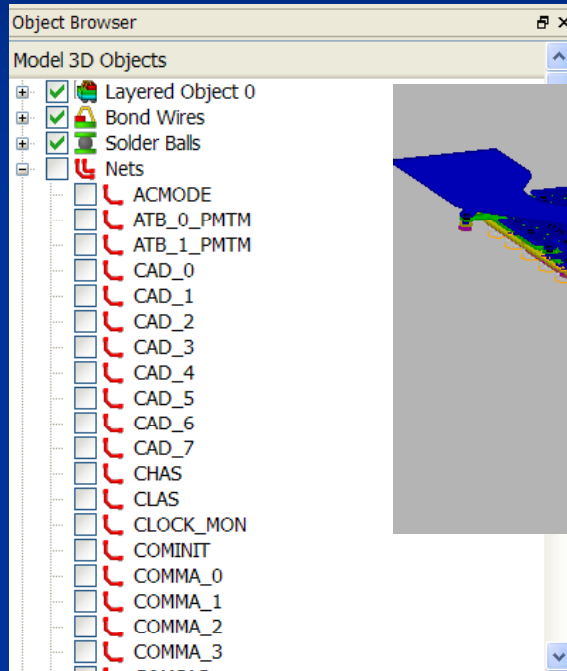 Object Browser
Model 3D Objects
Layered Object 0
Bond Wires
Solder Balls
Nets
ACMODE
ATB_0_PMTM
ATB_1_PMTM
CAD_0
CAD_1
CAD_2
CAD_3
CAD_4
CAD_5
CAD_6
CAD_7
CHAS
CLAS
CLOCK_MON
COMINIT
COMMA_0
COMMA_1
COMMA_2
COMMA_3